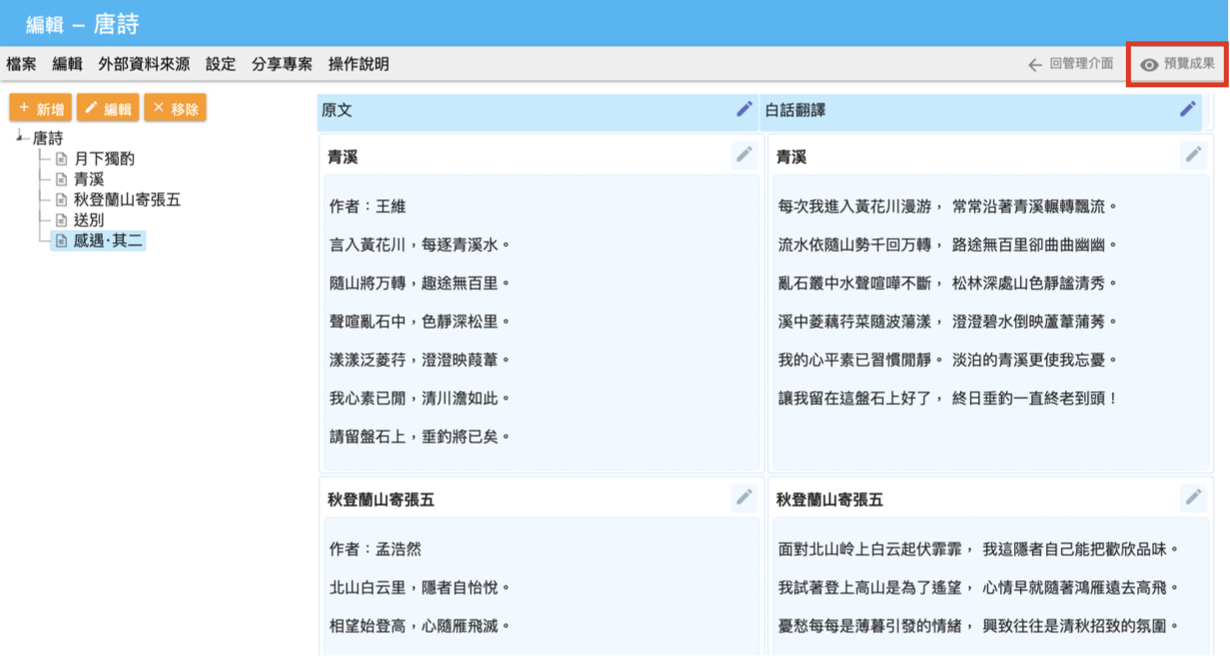 編輯 – 唐詩
檔案 編輯 外部資料來源 設定 分享專案 操作說明 回管理介面 預覽成果
新增 編輯 移除
唐詩
月下獨酌
青溪
秋登蘭山寄張五
送別
感遇·其二
原文
青溪
作者：王維
言入黃花川，每逐青溪水。
隨山將万轉，趣途無百里。
聲喧亂石中，色靜深松里。
漾漾泛菱荇，澄澄映葭葦。
我心素已閒，清川澹如此。
請留盤石上，垂釣將已矣。
白話翻譯
青溪
每次我進入黃花川漫游， 常常沿著青溪輾轉飄流。
流水依隨山勢千回万轉， 路途無百里卻曲曲幽幽。
亂石叢中水聲喧嘩不斷， 松林深處山色靜謐清秀。
溪中菱藕荇菜隨波蕩漾， 澄澄碧水倒映蘆葦蒲莠。
我的心平素已習慣閒靜。 淡泊的青溪更使我忘憂。
讓我留在這盤石上好了， 終日垂釣一直終老到頭！
秋登蘭山寄張五
作者：孟浩然
北山白云里，隱者自怡悅。
相望始登高，心隨雁飛滅。
秋登蘭山寄張五
面對北山岭上白云起伏霏霏， 我這隱者自己能把歡欣品味。
我試著登上高山是為了遙望， 心情早就隨著鴻雁遠去高飛。
憂愁每每是薄暮引發的情緒， 興致往往是清秋招致的氛圍。